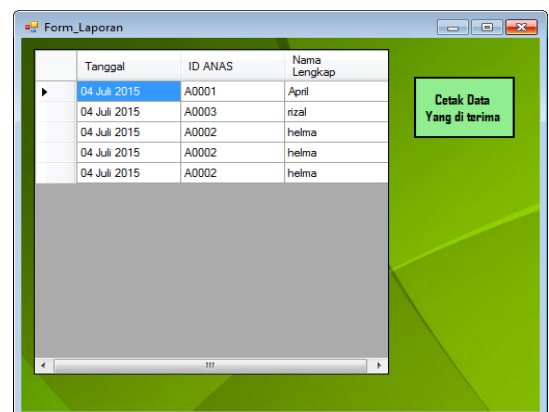 Form_Laporan
Tanggal ID ANAS Nama
Lengkap
04 Juli 2015 A0001 April
04 Juli 2015 A0003 rizal
04 Juli 2015 A0002 helma
04 Juli 2015 A0002 helma
04 Juli 2015 A0002 helma
Cetak Data
Yang di terima